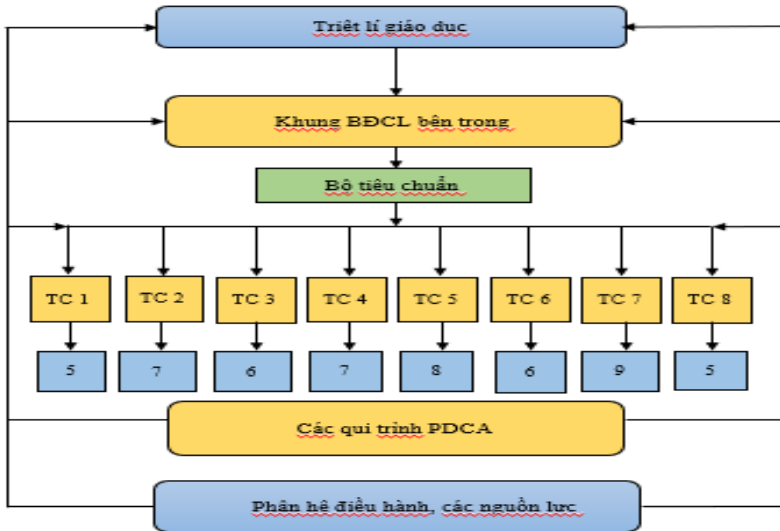 Triết lí giáo dục
Khung BĐCL bên trong
Bộ tiêu chuẩn
TC 1 TC 2 TC 3 TC 4 TC 5 TC 6 TC 7 TC 8
5 7 6 7 8 6 9 5
Các qui trình PDCA
Phân hệ điều hành, các nguồn lực